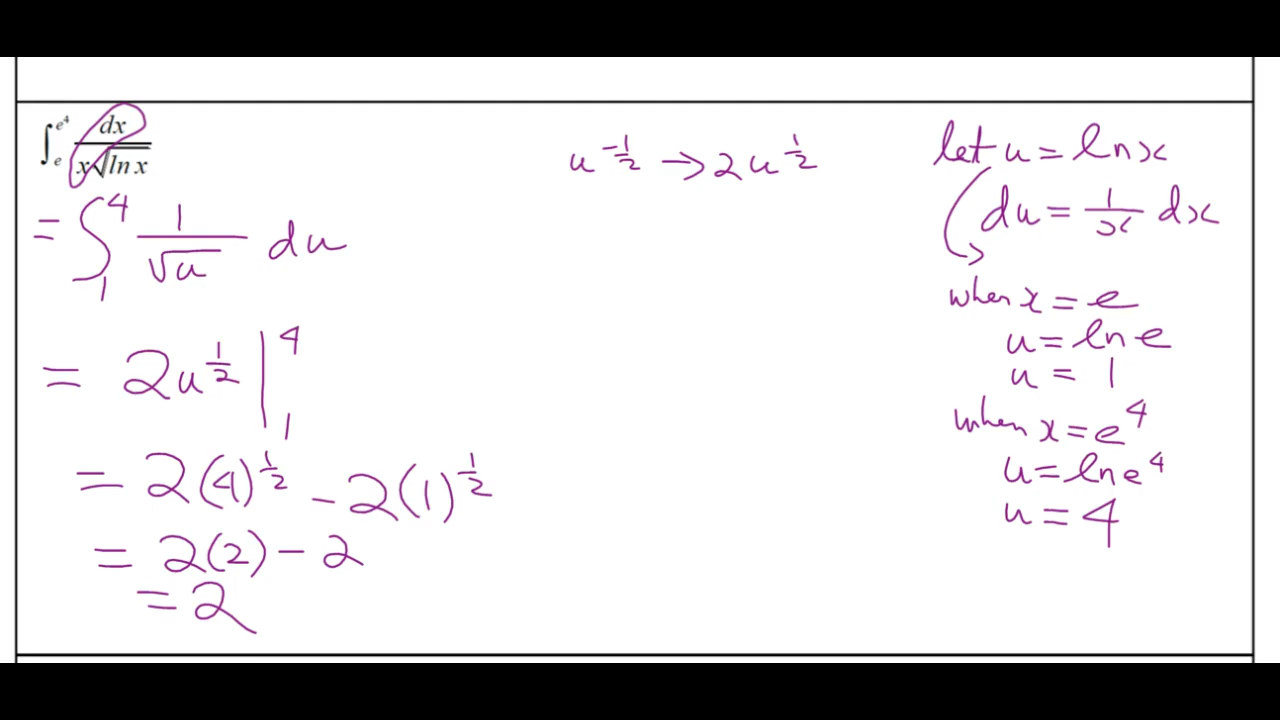 ∫_e^{e^4} dx / (x√(ln x))
= ∫_1^4 1/√u du
= 2u^{1/2} |_1^4
= 2(4)^{1/2} − 2(1)^{1/2}
= 2(2) − 2
= 2
u^{-1/2} → 2u^{1/2}
let u = ln x
du = 1/x dx
when x = e
u = ln e
u = 1
when x = e^4
u = ln e^4
u = 4